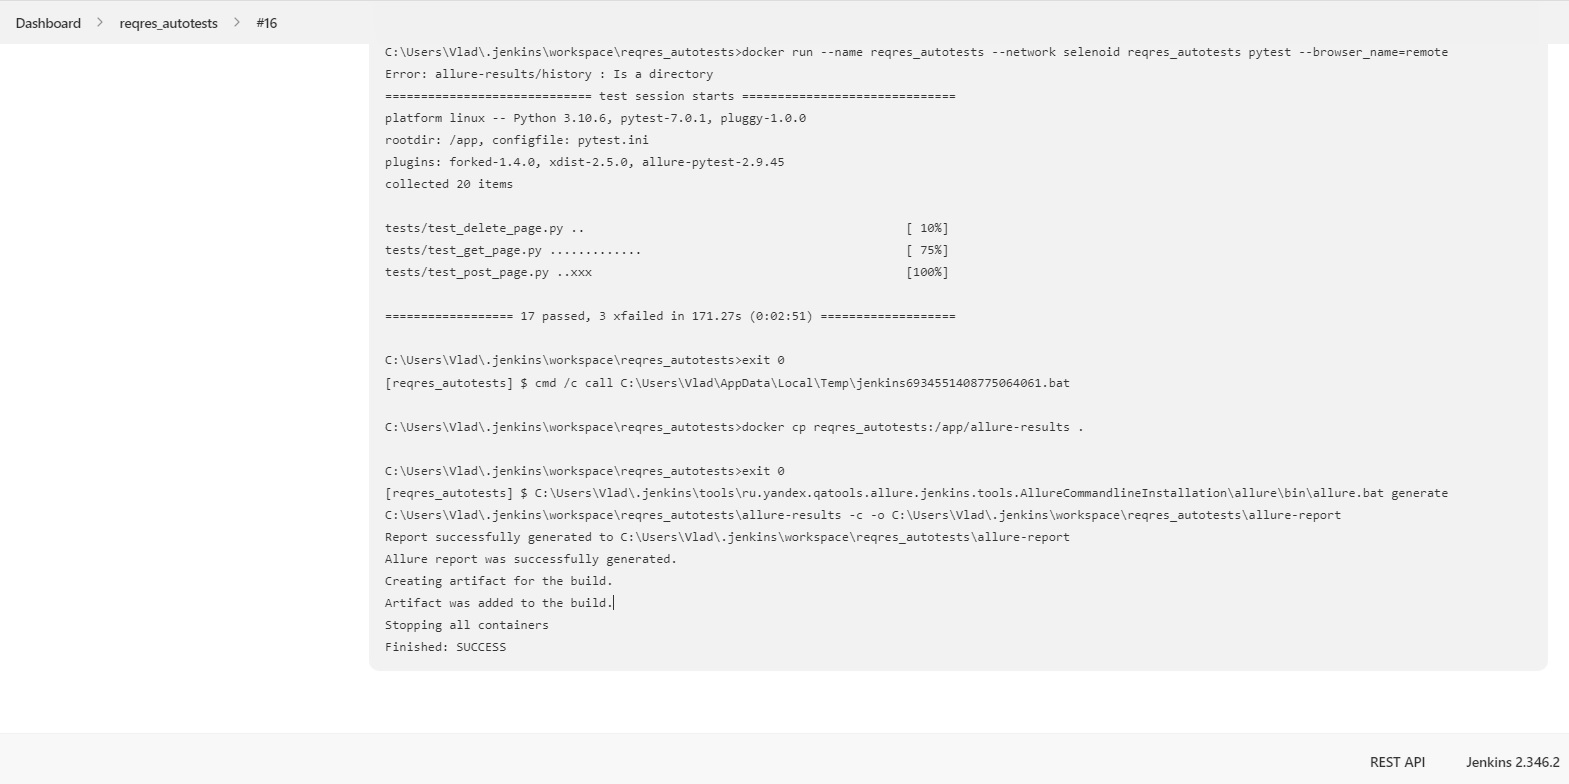 Dashboard > reqres_autotests > #16
C:\Users\Vlad\.jenkins\workspace\reqres_autotests>docker run --name reqres_autotests --network selenoid reqres_autotests pytest --browser_name=remote
Error: allure-results/history : Is a directory
============================= test session starts ==============================
platform linux -- Python 3.10.6, pytest-7.0.1, pluggy-1.0.0
rootdir: /app, configfile: pytest.ini
plugins: forked-1.4.0, xdist-2.5.0, allure-pytest-2.9.45
collected 20 items
tests/test_delete_page.py .. [ 10%]
tests/test_get_page.py ............. [ 75%]
tests/test_post_page.py ..xxx [100%]
================== 17 passed, 3 xfailed in 171.27s (0:02:51) ===================
C:\Users\Vlad\.jenkins\workspace\reqres_autotests>exit 0
[reqres_autotests] $ cmd /c call C:\Users\Vlad\AppData\Local\Temp\jenkins6934551408775064061.bat
C:\Users\Vlad\.jenkins\workspace\reqres_autotests>docker cp reqres_autotests:/app/allure-results .
C:\Users\Vlad\.jenkins\workspace\reqres_autotests>exit 0
[reqres_autotests] $ C:\Users\Vlad\.jenkins\tools\ru.yandex.qatools.allure.jenkins.tools.AllureCommandlineInstallation\allure\bin\allure.bat generate
C:\Users\Vlad\.jenkins\workspace\reqres_autotests\allure-results -c -o C:\Users\Vlad\.jenkins\workspace\reqres_autotests\allure-report
Report successfully generated to C:\Users\Vlad\.jenkins\workspace\reqres_autotests\allure-report
Allure report was successfully generated.
Creating artifact for the build.
Artifact was added to the build.
Stopping all containers
Finished: SUCCESS
REST API Jenkins 2.346.2